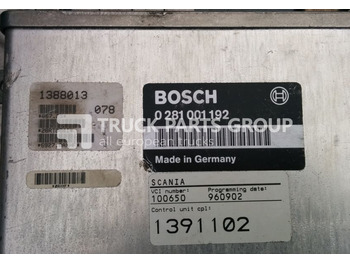 1388013
078
BOSCH
0 281 001 192
TRUCK PARTS GROUP
all european trucks
Made in Germany
SCANIA
VCI number: Programming date:
100650 960902
Control unit cpl:
1391102